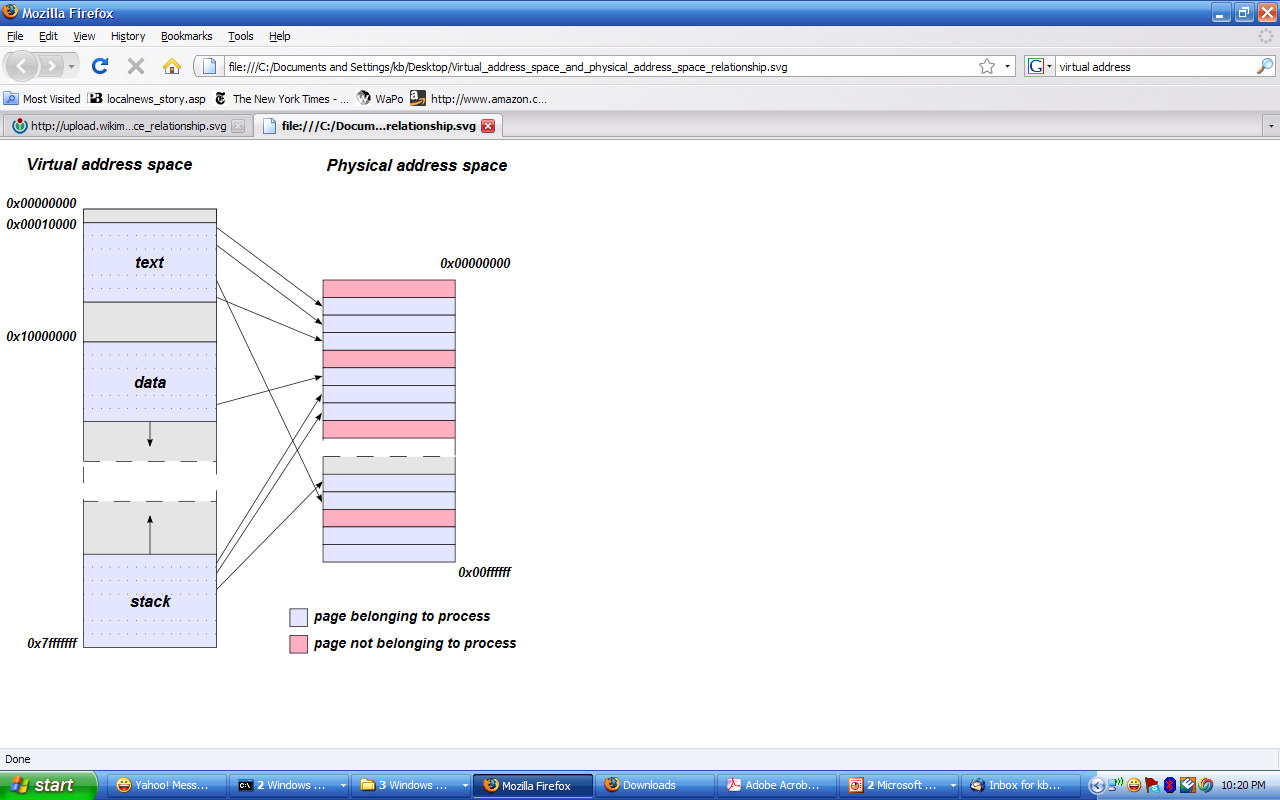 Mozilla Firefox
File Edit View History Bookmarks Tools Help
file:///C:/Documents and Settings/kb/Desktop/Virtual_address_space_and_physical_address_space_relationship.svg
G virtual address
Most Visited localnews_story.asp The New York Times - ... WaPo http://www.amazon.c...
http://upload.wikim...ce_relationship.svg file:///C:/Docum...relationship.svg
Virtual address space Physical address space
0x00000000
0x00010000
text
0x00000000
0x10000000
data
0x00ffffff
stack
page belonging to process
0x7fffffff page not belonging to process
Done
start Yahoo! Mess... 2 Windows ... 3 Windows ... Mozilla Firefox Downloads Adobe Acrob... 2 Microsoft ... Inbox for kb... 10:20 PM